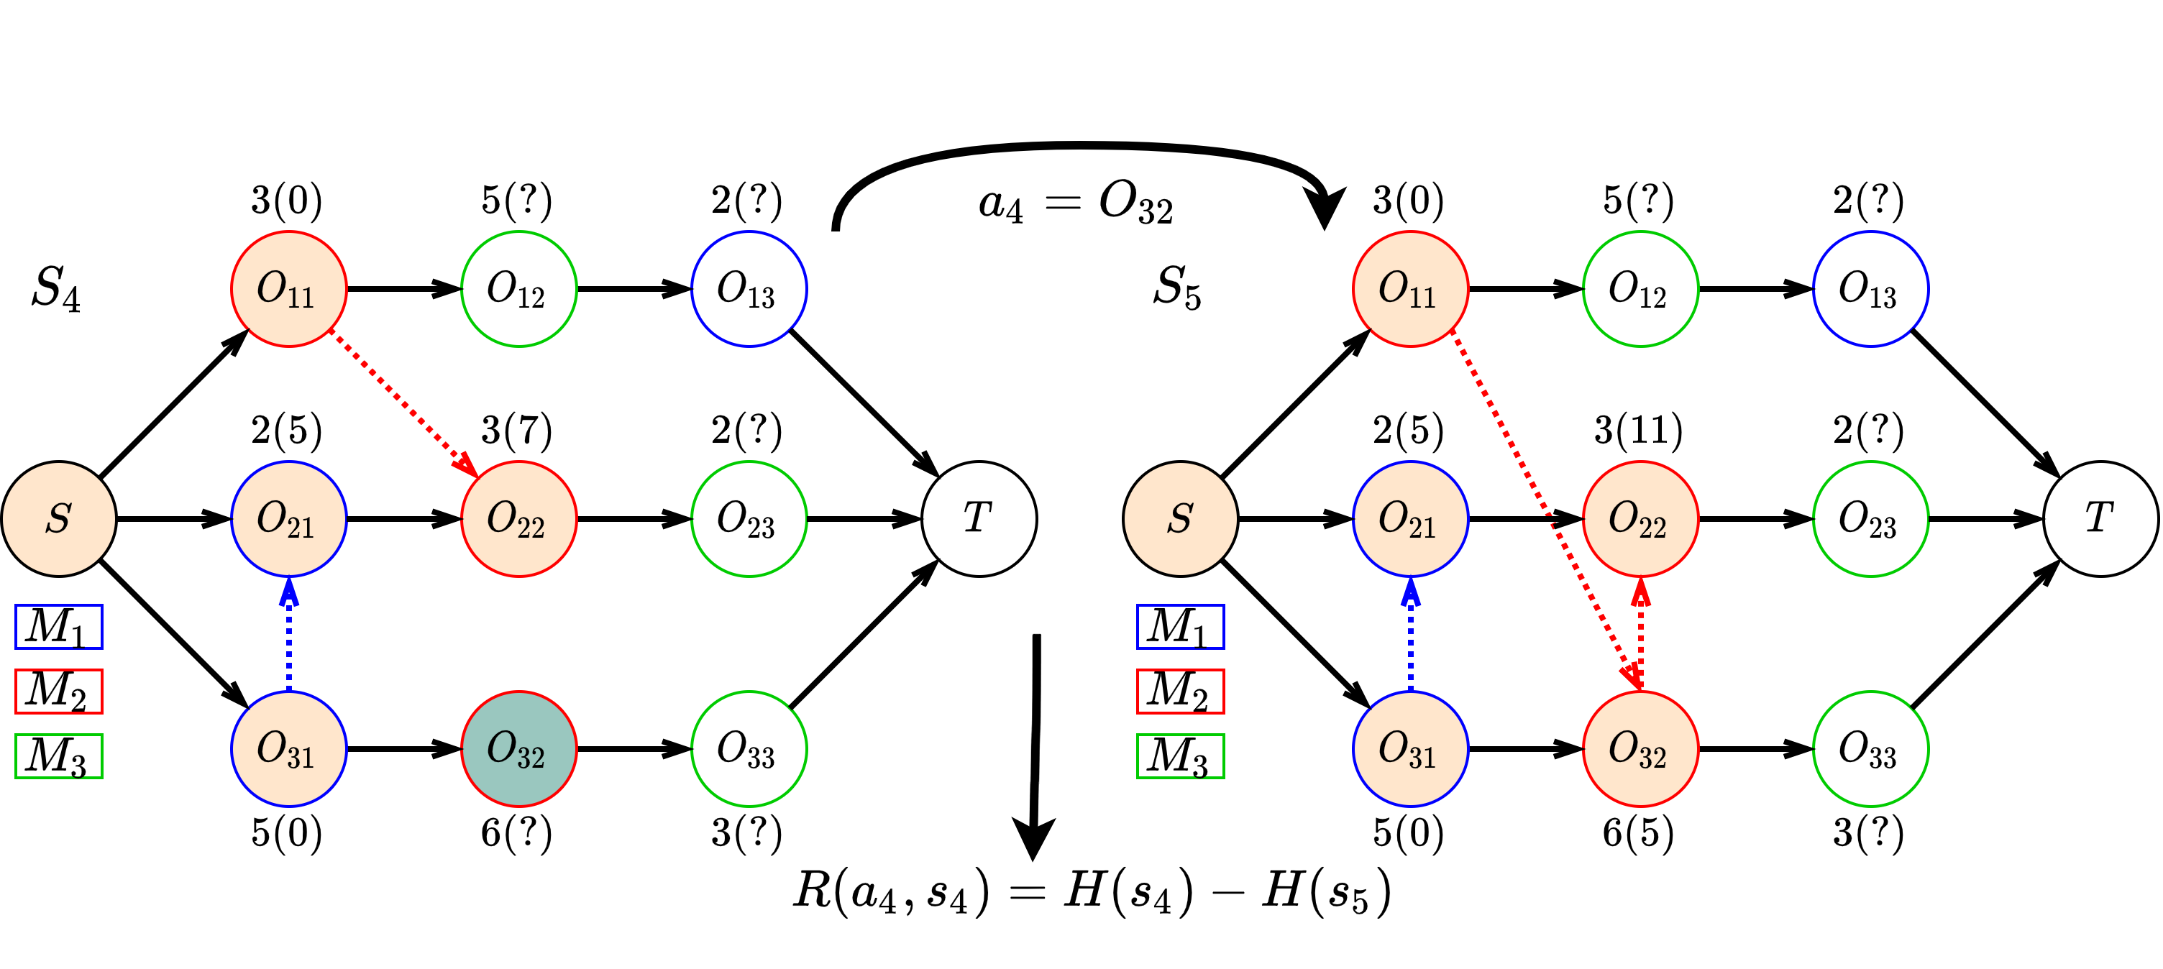 3(0) 5(?) 2(?)
S₄ O₁₁ O₁₂ O₁₃
2(5) 3(7) 2(?)
S O₂₁ O₂₂ O₂₃ T
M₁
M₂
M₃
O₃₁ O₃₂ O₃₃
5(0) 6(?) 3(?)
a₄ = O₃₂
3(0) 5(?) 2(?)
S₅ O₁₁ O₁₂ O₁₃
2(5) 3(11) 2(?)
S O₂₁ O₂₂ O₂₃ T
M₁
M₂
M₃
O₃₁ O₃₂ O₃₃
5(0) 6(5) 3(?)
R(a₄, s₄) = H(s₄) − H(s₅)